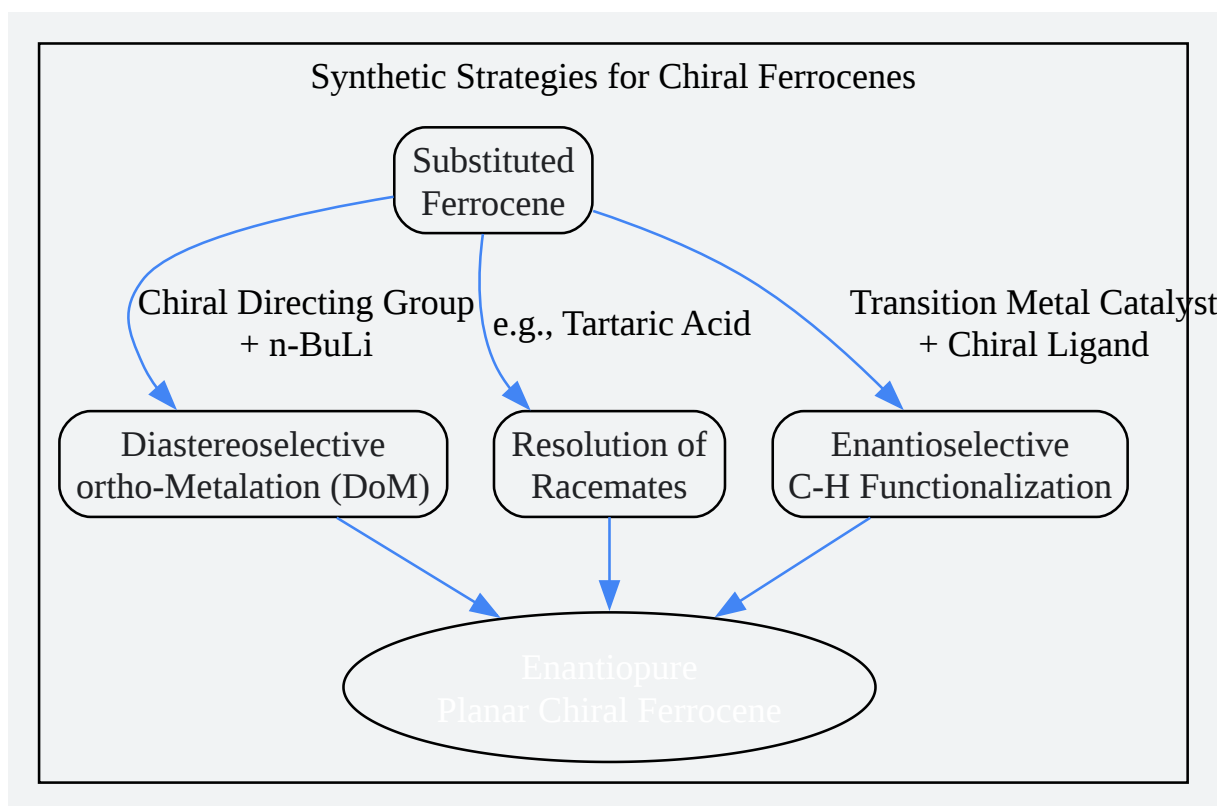 Synthetic Strategies for Chiral Ferrocenes
Substituted
Ferrocene
Chiral Directing Group
+ n-BuLi
e.g., Tartaric Acid
Transition Metal Catalyst
+ Chiral Ligand
Diastereoselective
ortho-Metalation (DoM)
Resolution of
Racemates
Enantioselective
C-H Functionalization
Enantiopure
Planar Chiral Ferrocene